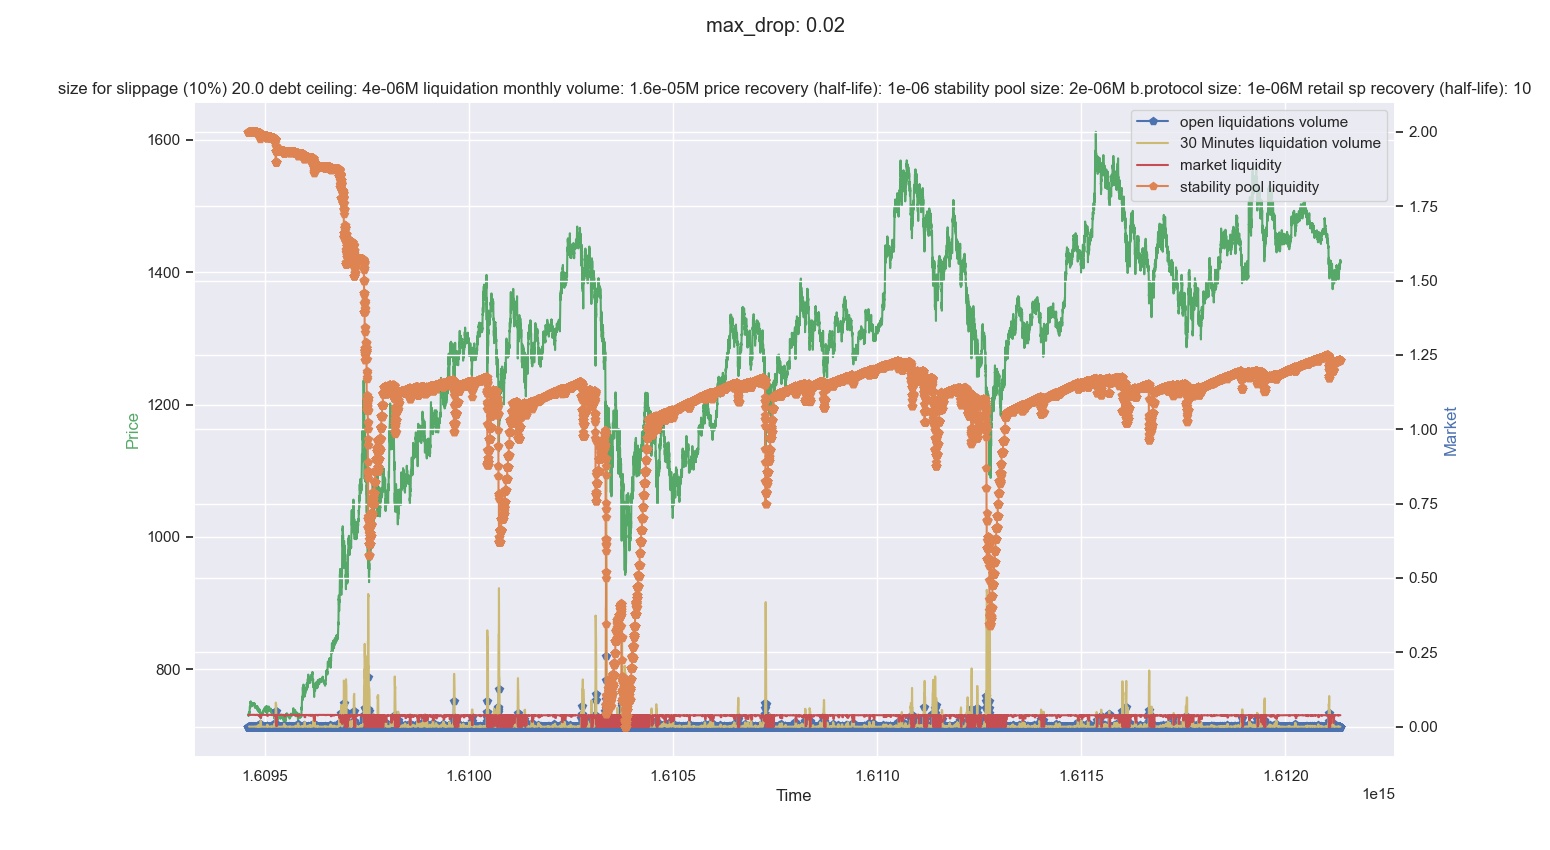 max_drop: 0.02
size for slippage (10%) 20.0 debt ceiling: 4e-06M liquidation monthly volume: 1.6e-05M price recovery (half-life): 1e-06 stability pool size: 2e-06M b.protocol size: 1e-06M retail sp recovery (half-life): 10
open liquidations volume
30 Minutes liquidation volume
market liquidity
stability pool liquidity
1600
1400
1200
1000
800
Price
2.00
1.75
1.50
1.25
1.00
0.75
0.50
0.25
0.00
Market
1.6095
1.6100
1.6105
1.6110
1.6115
1.6120
1e15
Time